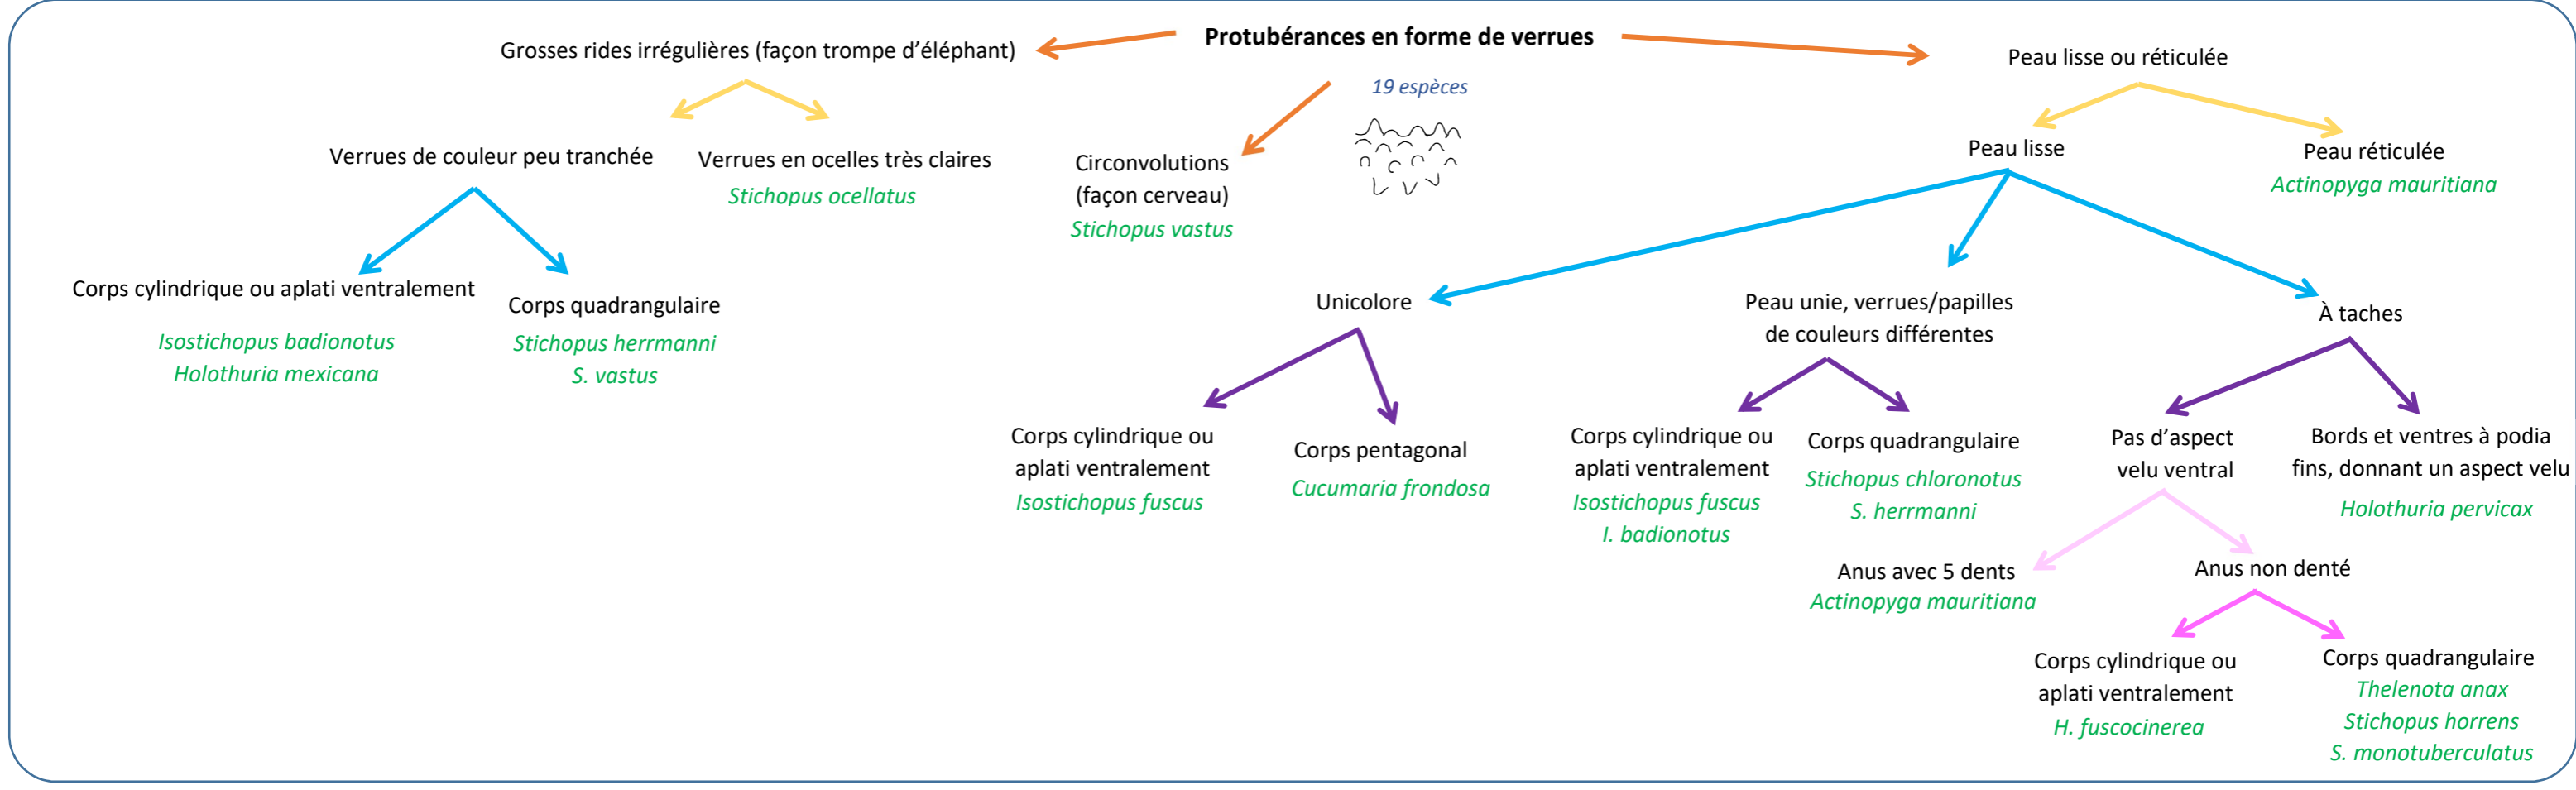 Protubérances en forme de verrues
19 espèces
Grosses rides irrégulières (façon trompe d’éléphant)
Verrues de couleur peu tranchée
Corps cylindrique ou aplati ventralement
Isostichopus badionotus
Holothuria mexicana
Corps quadrangulaire
Stichopus herrmanni
S. vastus
Verrues en ocelles très claires
Stichopus ocellatus
Circonvolutions
(façon cerveau)
Stichopus vastus
Peau lisse ou réticulée
Peau lisse
Unicolore
Corps cylindrique ou
aplati ventralement
Isostichopus fuscus
Corps pentagonal
Cucumaria frondosa
Peau unie, verrues/papilles
de couleurs différentes
Corps cylindrique ou
aplati ventralement
Isostichopus fuscus
I. badionotus
Corps quadrangulaire
Stichopus chloronotus
S. herrmanni
À taches
Pas d’aspect
velu ventral
Anus avec 5 dents
Actinopyga mauritiana
Anus non denté
Corps cylindrique ou
aplati ventralement
H. fuscocinerea
Corps quadrangulaire
Thelenota anax
Stichopus horrens
S. monotuberculatus
Bords et ventres à podia
fins, donnant un aspect velu
Holothuria pervicax
Peau réticulée
Actinopyga mauritiana